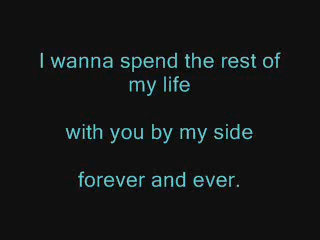 I wanna spend the rest of
my life
with you by my side
forever and ever.